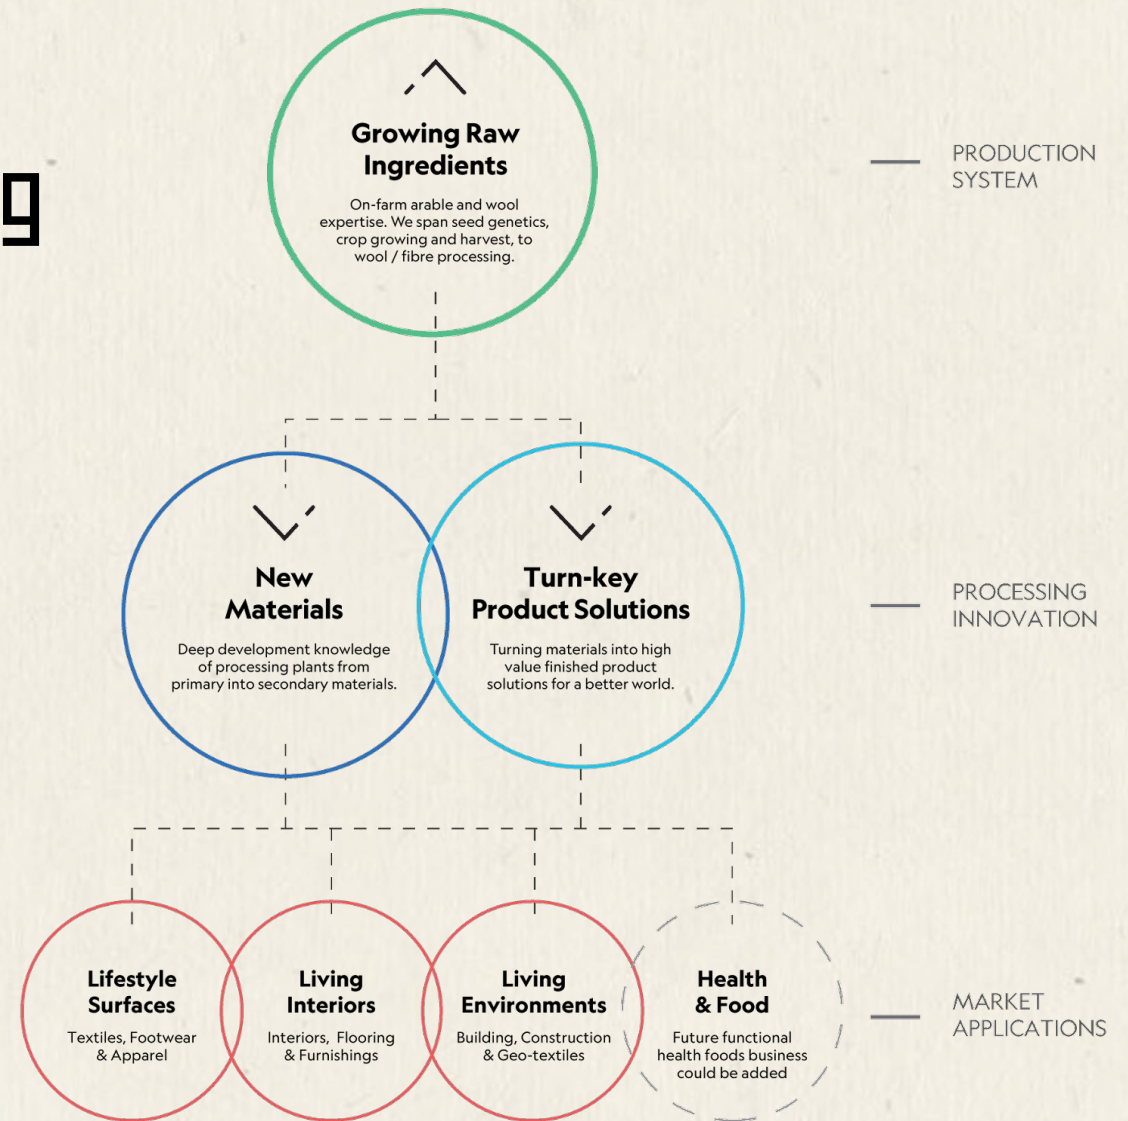 g
Growing Raw
Ingredients
On-farm arable and wool
expertise. We span seed genetics,
crop growing and harvest, to
wool / fibre processing.
PRODUCTION
SYSTEM
New
Materials
Deep development knowledge
of processing plants from
primary into secondary materials.
Turn-key
Product Solutions
Turning materials into high
value finished product
solutions for a better world.
PROCESSING
INNOVATION
Lifestyle
Surfaces
Textiles, Footwear
& Apparel
Living
Interiors
Interiors, Flooring
& Furnishings
Living
Environments
Building, Construction
& Geo-textiles
Health
& Food
Future functional
health foods business
could be added
MARKET
APPLICATIONS